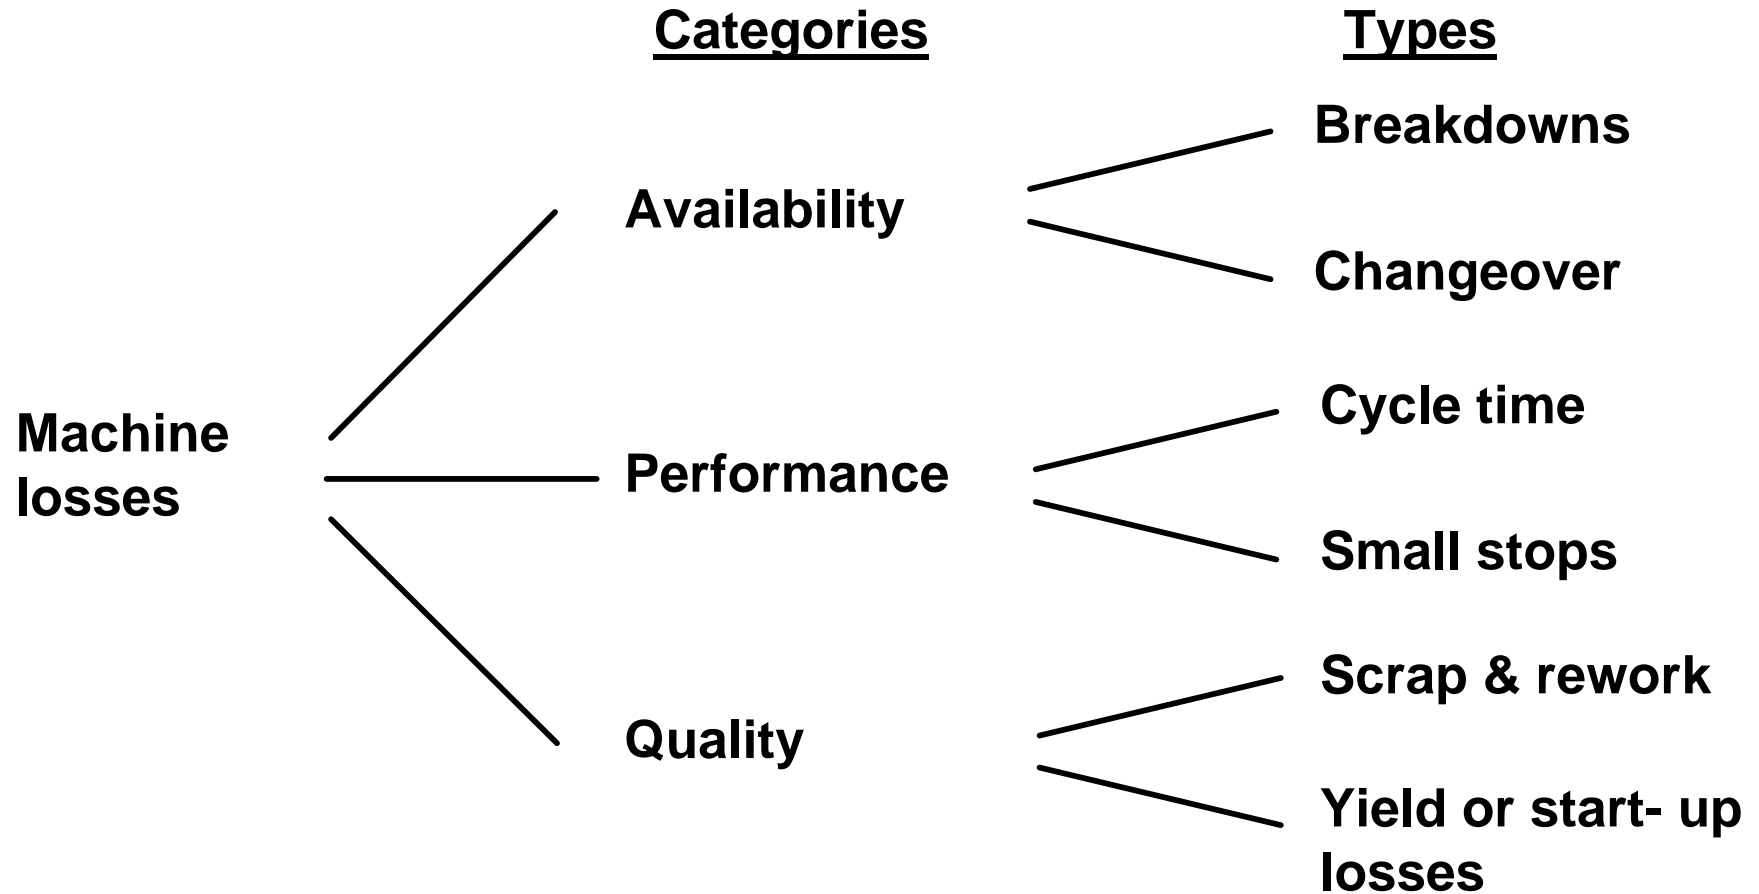 Categories
Types
Breakdowns
Availability
Changeover
Cycle time
Machine
losses
Performance
Small stops
Scrap & rework
Quality
Yield or start- up
losses